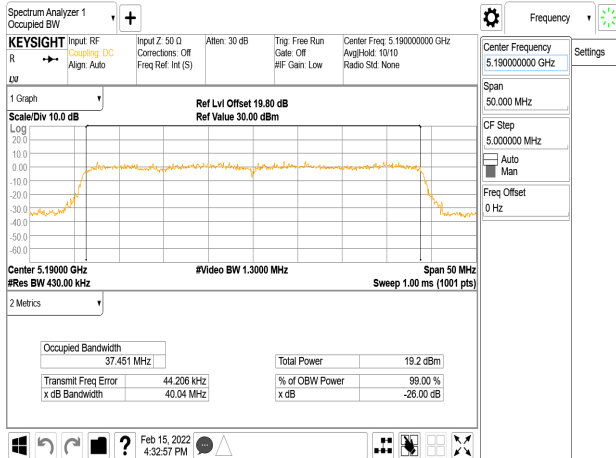 Spectrum Analyzer 1
Occupied BW
Frequency
KEYSIGHT
R
LXI
Input: RF
Coupling: DC
Align: Auto
Input Z: 50 Ω
Corrections: Off
Freq Ref: Int (S)
Atten: 30 dB
Trig: Free Run
Gate: Off
#IF Gain: Low
Center Freq: 5.190000000 GHz
Avg|Hold: 10/10
Radio Std: None
Center Frequency
5.190000000 GHz
Settings
Span
50.000 MHz
CF Step
5.000000 MHz
Auto
Man
Freq Offset
0 Hz
1 Graph
Scale/Div 10.0 dB
Ref Lvl Offset 19.80 dB
Ref Value 30.00 dBm
Log
20.0
10.0
0.00
-10.0
-20.0
-30.0
-40.0
-50.0
-60.0
Center 5.19000 GHz
#Video BW 1.3000 MHz
Span 50 MHz
#Res BW 430.00 kHz
Sweep 1.00 ms (1001 pts)
2 Metrics
Occupied Bandwidth
37.451 MHz
Total Power 19.2 dBm
Transmit Freq Error 44.206 kHz
% of OBW Power 99.00 %
x dB Bandwidth 40.04 MHz
x dB -26.00 dB
Feb 15, 2022
4:32:57 PM